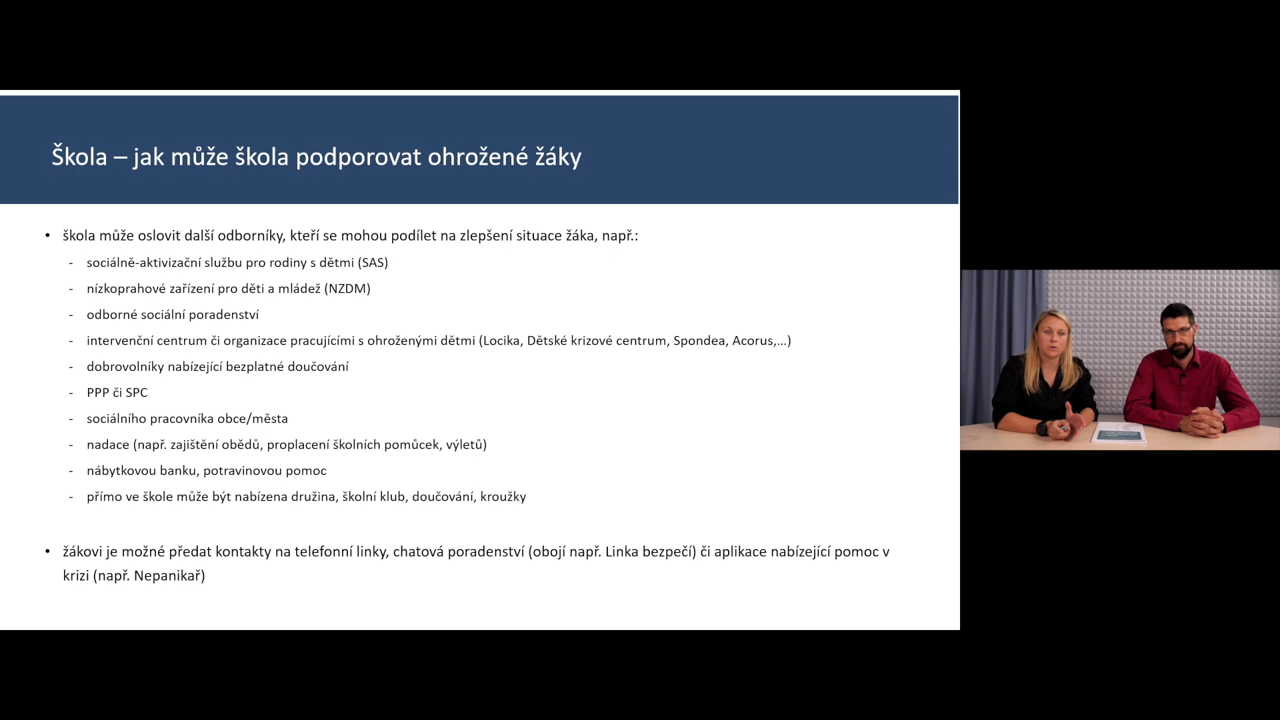 Škola – jak může škola podporovat ohrožené žáky
• škola může oslovit další odborníky, kteří se mohou podílet na zlepšení situace žáka, např.:
- sociálně-aktivizační službu pro rodiny s dětmi (SAS)
- nízkoprahové zařízení pro děti a mládež (NZDM)
- odborné sociální poradenství
- intervenční centrum či organizace pracujícími s ohroženými dětmi (Locika, Dětské krizové centrum, Spondea, Acorus,...)
- dobrovolníky nabízející bezplatné doučování
- PPP či SPC
- sociálního pracovníka obce/města
- nadace (např. zajištění obědů, proplacení školních pomůcek, výletů)
- nábytkovou banku, potravinovou pomoc
- přímo ve škole může být nabízena družina, školní klub, doučování, kroužky
• žákovi je možné předat kontakty na telefonní linky, chatová poradenství (obojí např. Linka bezpečí) či aplikace nabízející pomoc v
krizi (např. Nepanikař)